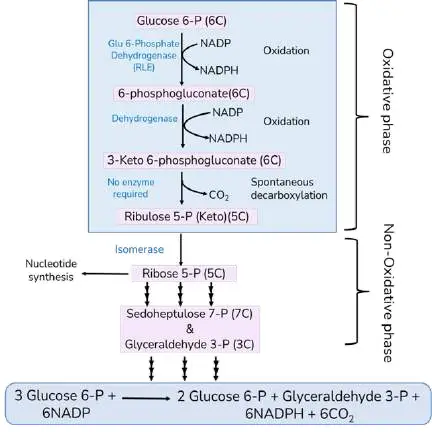 Glucose 6-P (6C)
Glu 6-Phosphate
Dehydrogenase
(RLE)
NADP
NADPH
Oxidation
6-phosphogluconate(6C)
Dehydrogenase
NADP
NADPH
Oxidation
3-Keto 6-phosphogluconate (6C)
No enzyme
required
CO₂
Spontaneous
decarboxylation
Ribulose 5-P (Keto)(5C)
Oxidative phase
Isomerase
Nucleotide
synthesis
Ribose 5-P (5C)
Sedoheptulose 7-P (7C)
&
Glyceraldehyde 3-P (3C)
Non-Oxidative phase
3 Glucose 6-P +
6NADP
2 Glucose 6-P + Glyceraldehyde 3-P +
6NADPH + 6CO₂